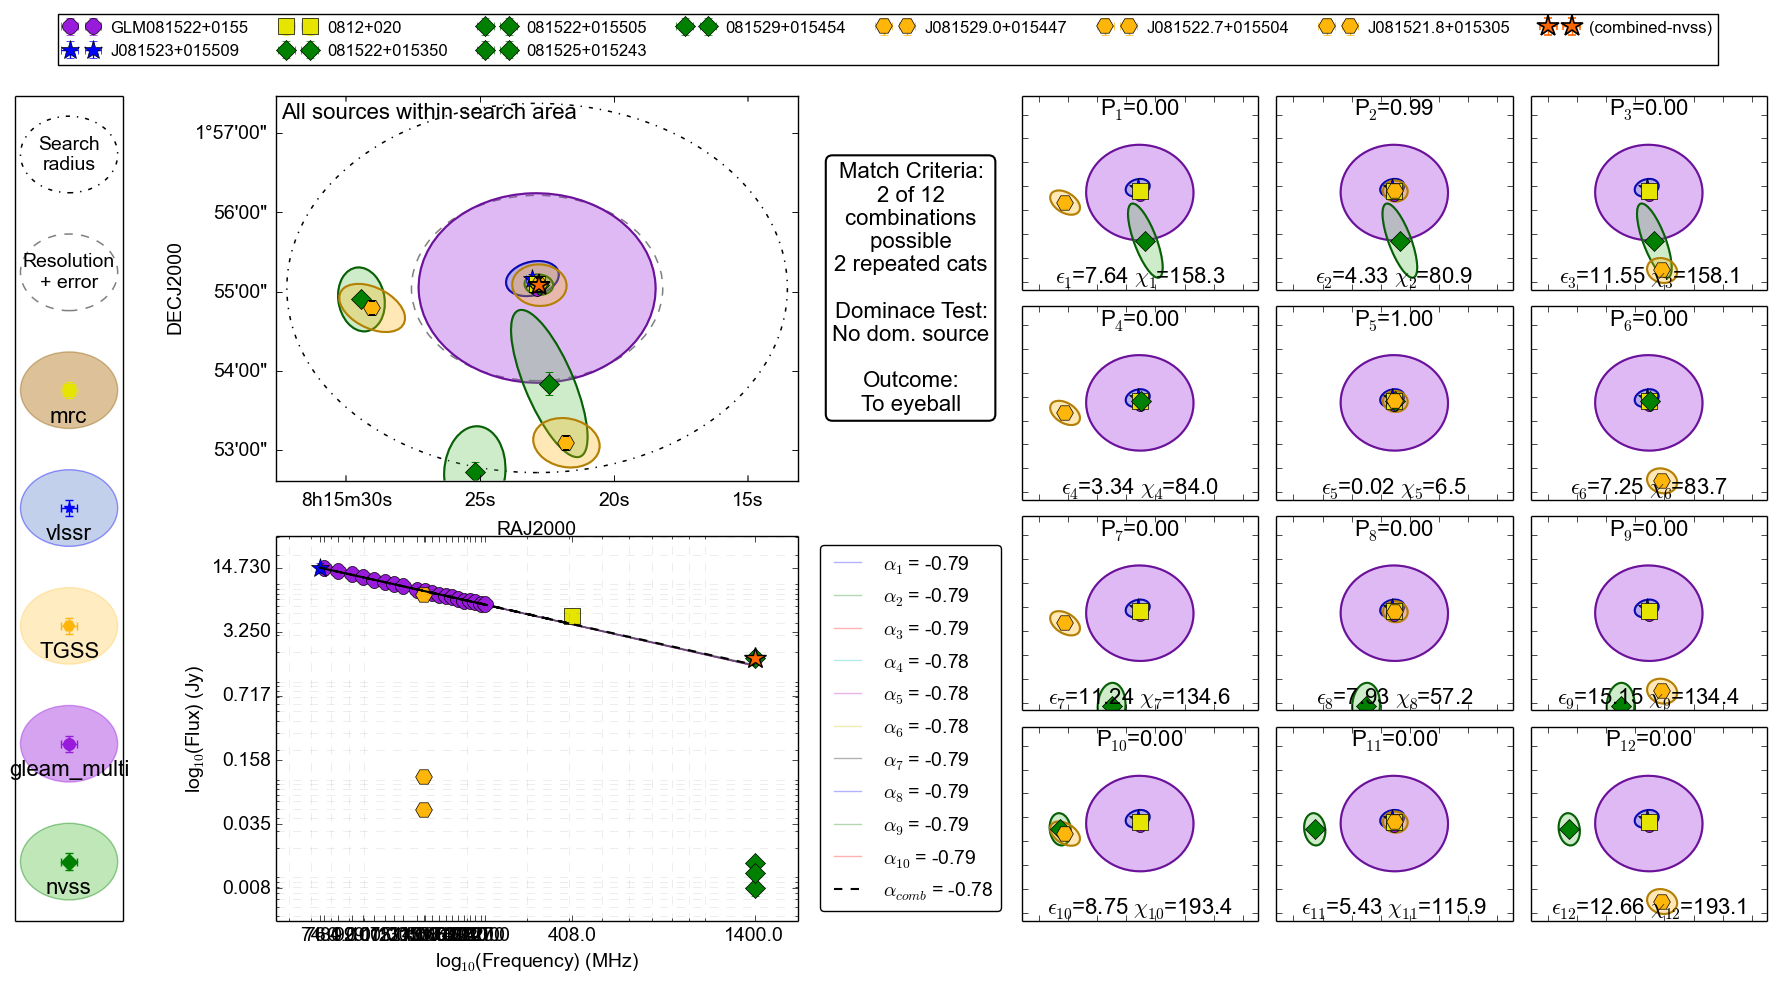 GLM081522+0155 0812+020 081522+015505 081529+015454 J081529.0+015447 J081522.7+015504 J081521.8+015305 (combined-nvss)
J081523+015509 081522+015350 081525+015243
Search
radius
Resolution
+ error
mrc
vlssr
TGSS
gleam_multi
nvss
All sources within search area
1°57'00"
56'00"
55'00"
54'00"
53'00"
DECJ2000
8h15m30s 25s 20s 15s
RAJ2000
Match Criteria:
2 of 12
combinations
possible
2 repeated cats
Dominace Test:
No dom. source
Outcome:
To eyeball
14.730
3.250
0.717
0.158
0.035
0.008
log₁₀(Flux) (Jy)
408.0 1400.0
log₁₀(Frequency) (MHz)
α₁ = -0.79
α₂ = -0.79
α₃ = -0.79
α₄ = -0.78
α₅ = -0.78
α₆ = -0.78
α₇ = -0.79
α₈ = -0.79
α₉ = -0.79
α₁₀ = -0.79
α_comb = -0.78
P₁=0.00 P₂=0.99 P₃=0.00
ϵ₁=7.64 χ₁=158.3 ϵ₂=4.33 χ₂=80.9 ϵ₃=11.55 χ₃=158.1
P₄=0.00 P₅=1.00 P₆=0.00
ϵ₄=3.34 χ₄=84.0 ϵ₅=0.02 χ₅=6.5 ϵ₆=7.25 χ₆=83.7
P₇=0.00 P₈=0.00 P₉=0.00
ϵ₇=11.24 χ₇=134.6 ϵ₈=7.93 χ₈=57.2 ϵ₉=15.15 χ₉=134.4
P₁₀=0.00 P₁₁=0.00 P₁₂=0.00
ϵ₁₀=8.75 χ₁₀=193.4 ϵ₁₁=5.43 χ₁₁=115.9 ϵ₁₂=12.66 χ₁₂=193.1